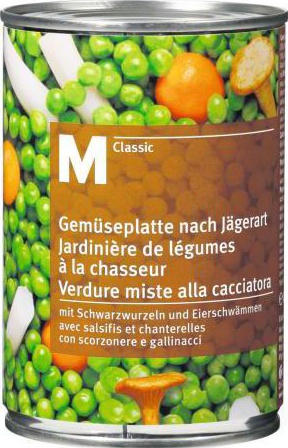 M
Classic
Gemüseplatte nach Jägerart
Jardinière de légumes
à la chasseur
Verdure miste alla cacciatora
mit Schwarzwurzeln und Eierschwämmen
avec salsifis et chanterelles
con scorzonere e gallinacci